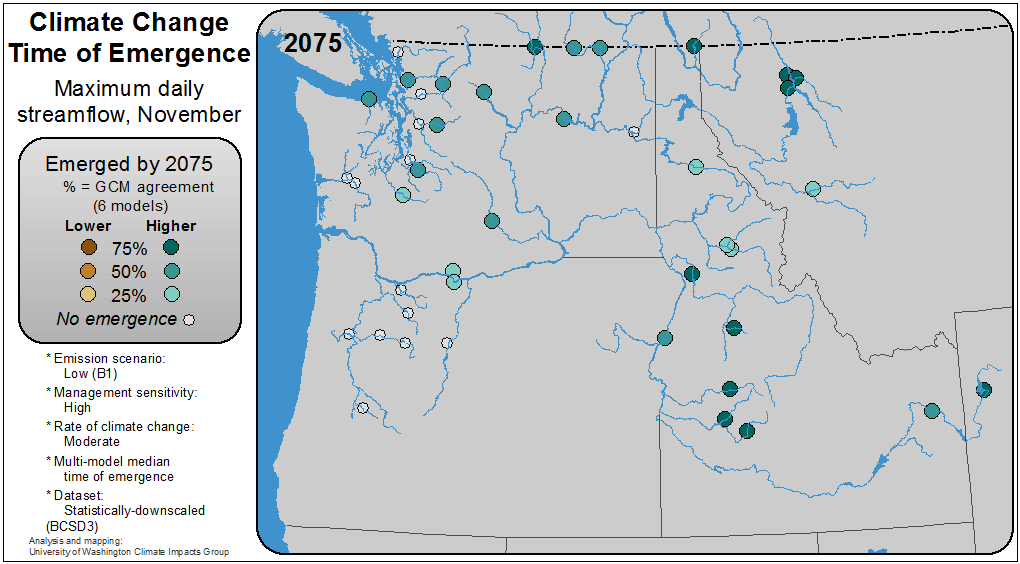 Climate Change
Time of Emergence
Maximum daily
streamflow, November
Emerged by 2075
% = GCM agreement
(6 models)
Lower Higher
75%
50%
25%
No emergence
* Emission scenario:
Low (B1)
* Management sensitivity:
High
* Rate of climate change:
Moderate
* Multi-model median
time of emergence
* Dataset:
Statistically-downscaled
(BCSD3)
Analysis and mapping:
University of Washington Climate Impacts Group
2075